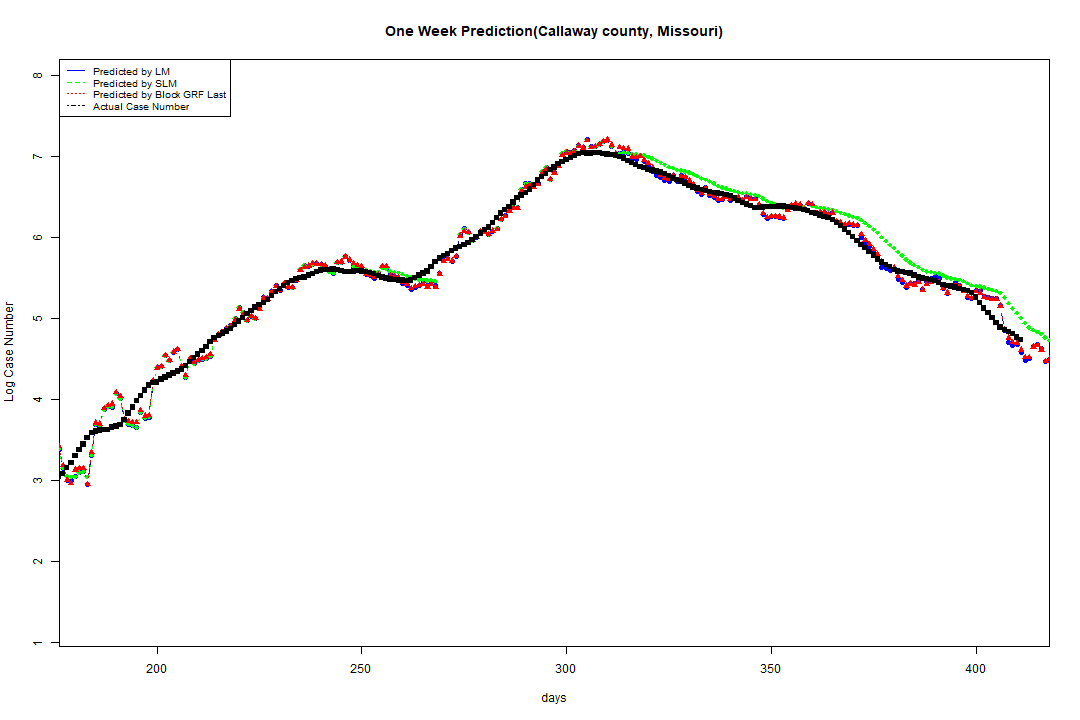 One Week Prediction(Callaway county, Missouri)
Predicted by LM
Predicted by SLM
Predicted by Block GRF Last
Actual Case Number
8
7
6
5
4
3
2
1
Log Case Number
200 250 300 350 400
days